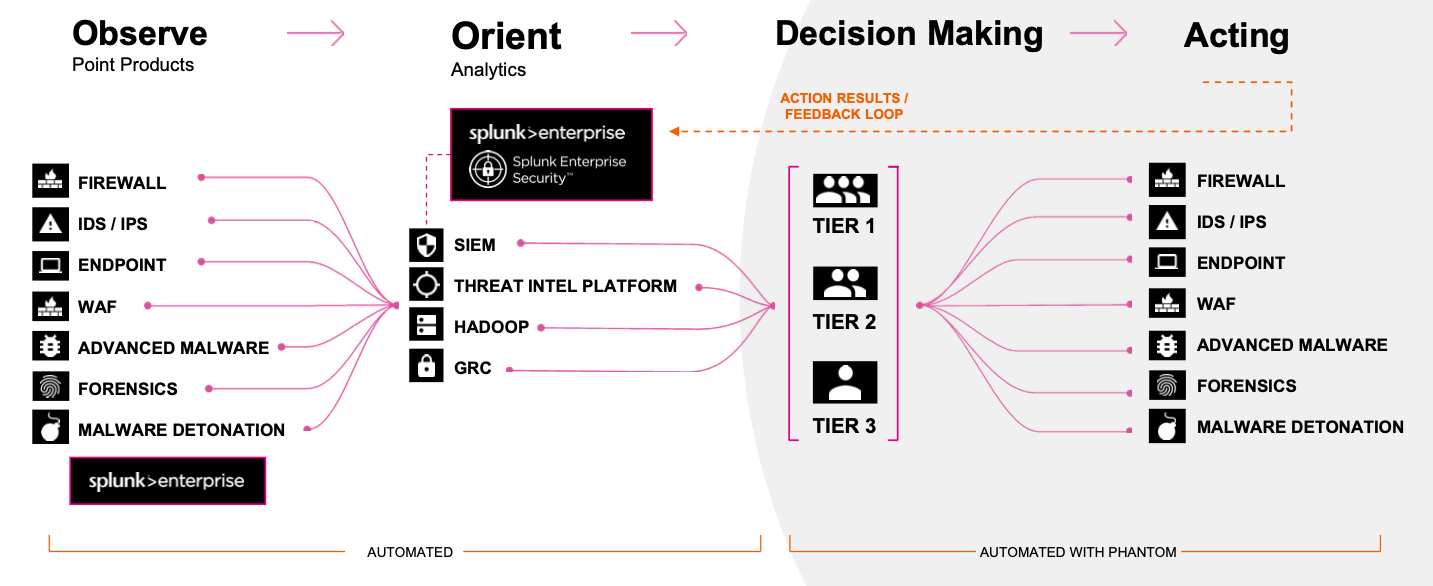 Observe
Point Products
Orient
Analytics
Decision Making
Acting
ACTION RESULTS /
FEEDBACK LOOP
splunk>enterprise
Splunk Enterprise
Security™
FIREWALL
IDS / IPS
ENDPOINT
WAF
ADVANCED MALWARE
FORENSICS
MALWARE DETONATION
splunk>enterprise
SIEM
THREAT INTEL PLATFORM
HADOOP
GRC
TIER 1
TIER 2
TIER 3
FIREWALL
IDS / IPS
ENDPOINT
WAF
ADVANCED MALWARE
FORENSICS
MALWARE DETONATION
AUTOMATED
AUTOMATED WITH PHANTOM